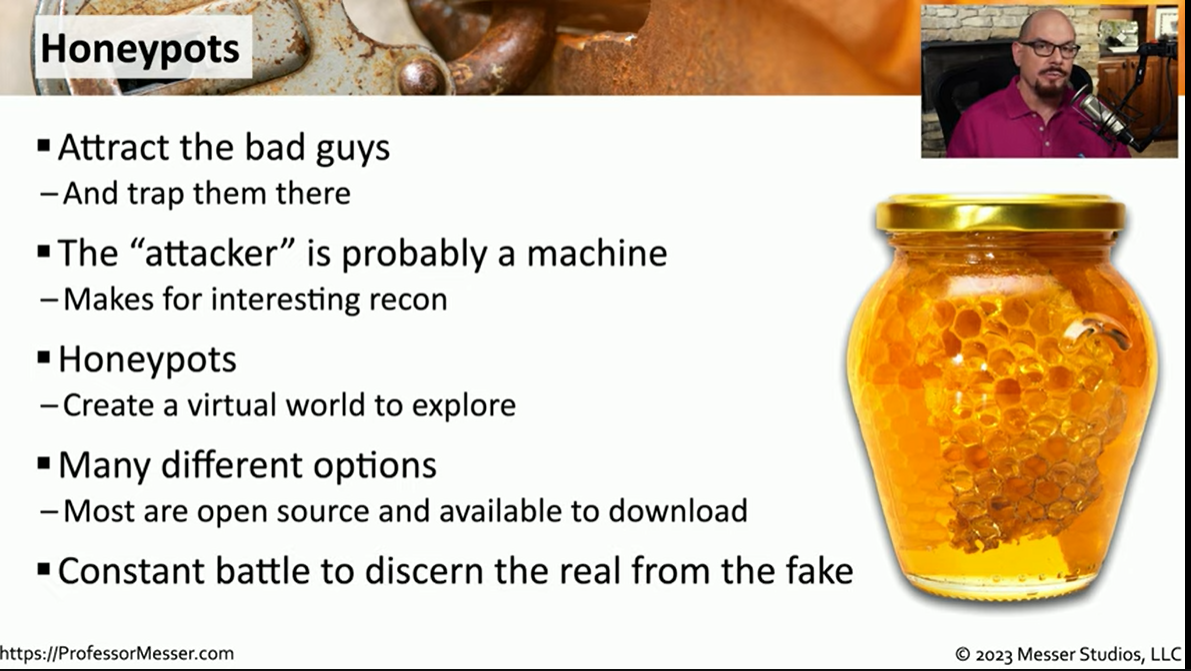 Honeypots
▪ Attract the bad guys
– And trap them there
▪ The “attacker” is probably a machine
– Makes for interesting recon
▪ Honeypots
– Create a virtual world to explore
▪ Many different options
– Most are open source and available to download
▪ Constant battle to discern the real from the fake
https://ProfessorMesser.com
© 2023 Messer Studios, LLC